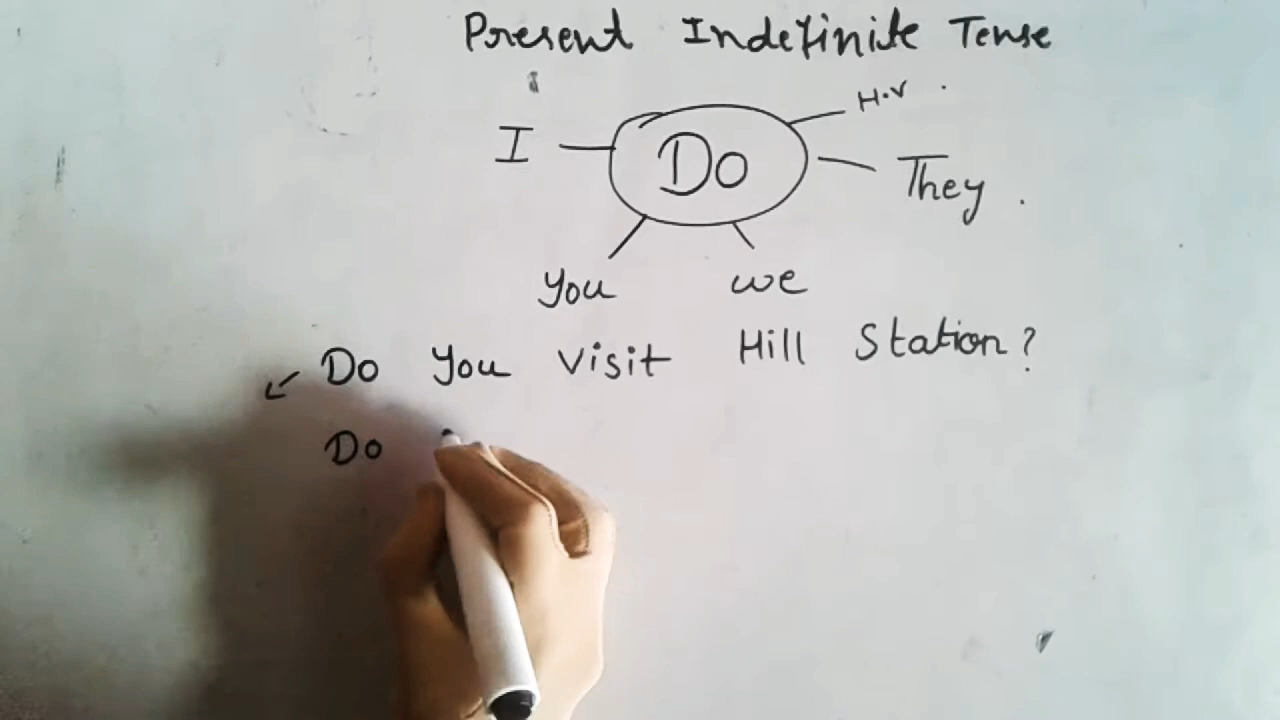 Present Indefinite Tense
H.V
I Do They
You we
Do You Visit Hill Station?
Do